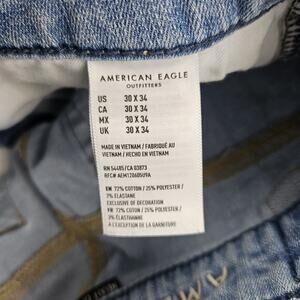 AMERICAN EAGLE
OUTFITTERS
US 30 X 34
CA 30 X 34
MX 30 X 34
UK 30 X 34
MADE IN VIETNAM / FABRIQUÉ AU
VIETNAM / HECHO EN VIETNAM
RN 54485/CA 03873
RFC# AEM120605U9A
EN 72% COTTON / 25% POLYESTER /
3% ELASTANE
EXCLUSIVE OF DECORATION
FR 72% COTON / 25% POLYESTER /
3% ÉLASTHANNE
À L'EXCEPTION DE LA GARNITURE